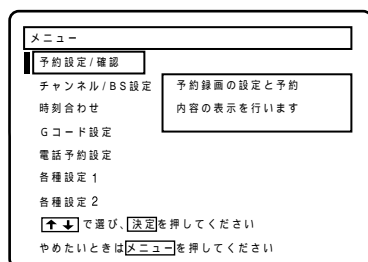 メニュー
予約設定/確認
チャンネル/BS設定
予約録画の設定と予約
時刻合わせ
内容の表示を行います
Gコード設定
電話予約設定
各種設定1
各種設定2
↑↓で選び、決定を押してください
やめたいときはメニューを押してください